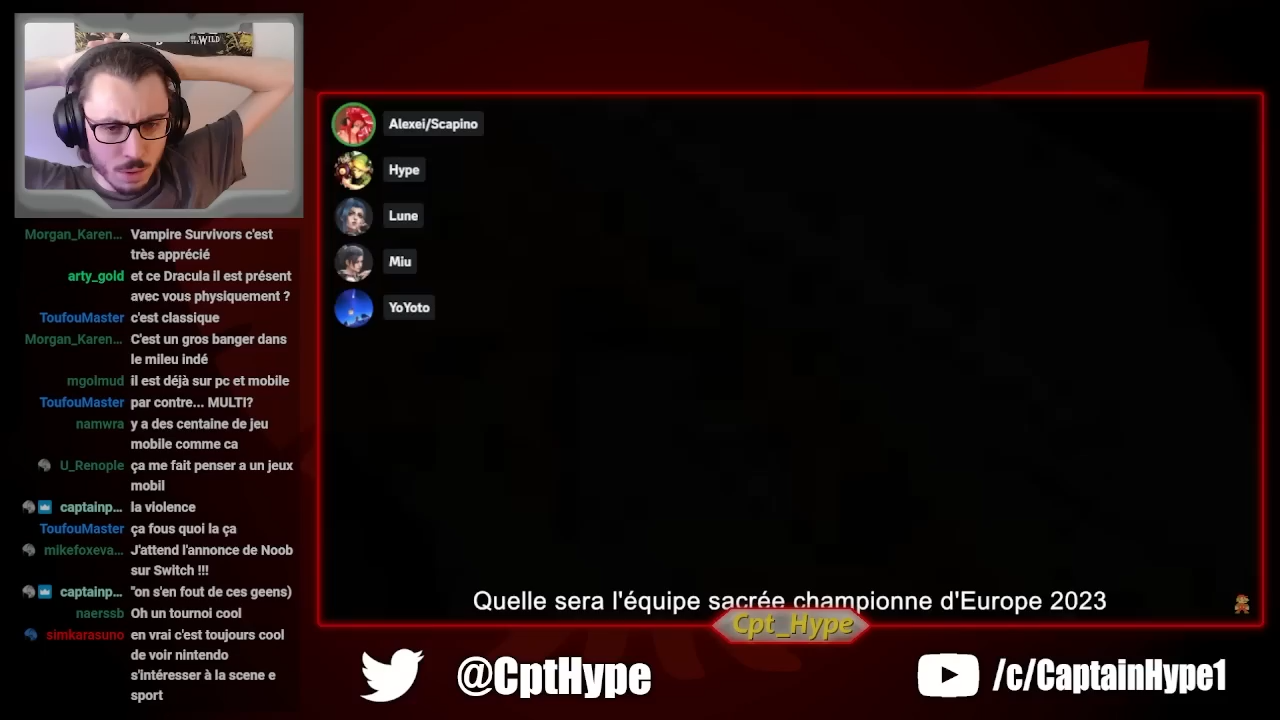 OF THE WILD
Morgan_Karen... Vampire Survivors c'est
très apprécié
arty_gold et ce Dracula il est présent
avec vous physiquement ?
ToufouMaster c'est classique
Morgan_Karen... C'est un gros banger dans
le mileu indé
mgolmud il est déjà sur pc et mobile
ToufouMaster par contre... MULTI?
namwra y a des centaine de jeu
mobile comme ca
U_Renople ça me fait penser a un jeux
mobil
captainp... la violence
ToufouMaster ça fous quoi la ça
mikefoxeva... J'attend l'annonce de Noob
sur Switch !!!
captainp... "on s'en fout de ces geens)
naerssb Oh un tournoi cool
simkarasuno en vrai c'est toujours cool
de voir nintendo
s'intéresser à la scene e
sport
Alexei/Scapino
Hype
Lune
Miu
YoYoto
Quelle sera l'équipe sacrée championne d'Europe 2023
Cpt_Hype
@CptHype
/c/CaptainHype1